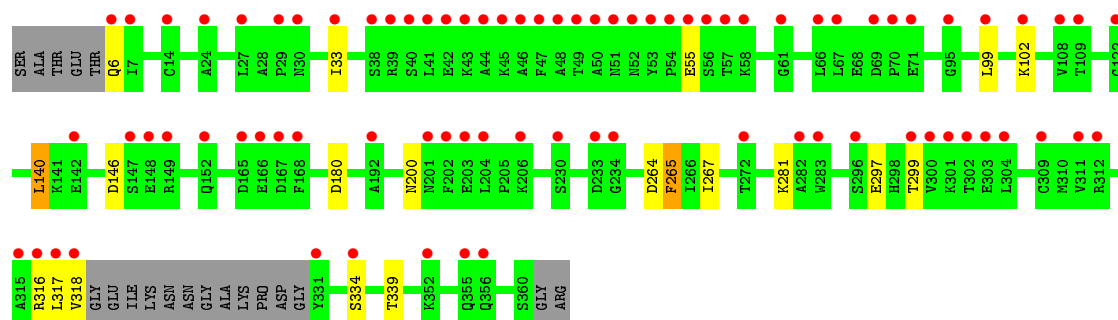 SER ALA THR GLU THR Q6 I7 C14 A24 L27 A28 P29 N30 I33 S38 R39 S40 L41 E42 K43 A44 K45 A46 F47 A48 T49 A50 N51 N52 Y53 P54 E55 S56 T57 K58 G61 L66 L67 E68 D69 P70 E71 G95 L99 K102 V108 T109 G122
L140 K141 E142 D146 S147 E148 R149 Q152 D165 E166 D167 F168 D180 A192 N200 N201 F202 E203 L204 P205 K206 S230 D233 G234 D264 F265 I266 I267 T272 K281 A282 W283 S296 E297 H298 T299 V300 K301 T302 E303 L304 C309 M310 V311 R312
A315 R316 L317 V318 GLY GLU ILE LYS ASN ASN GLY ALA LYS PRO ASP GLY Y331 S334 T339 K352 Q355 Q356 S360 GLY ARG